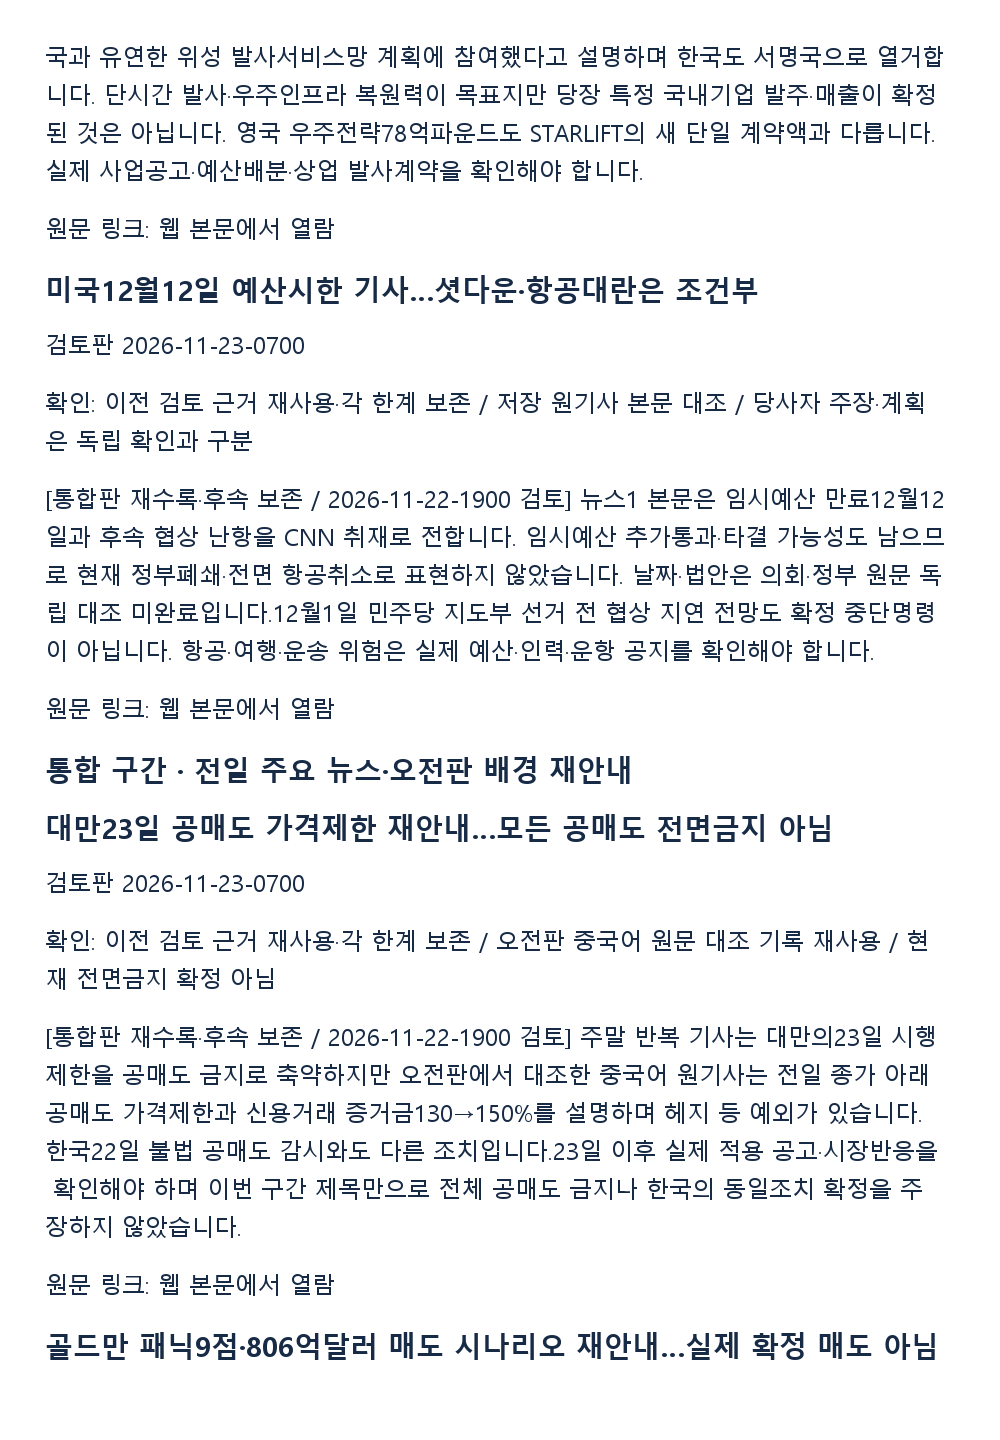 국과 유연한 위성 발사서비스망 계획에 참여했다고 설명하며 한국도 서명국으로 열거합
니다. 단시간 발사·우주인프라 복원력이 목표지만 당장 특정 국내기업 발주·매출이 확정
된 것은 아닙니다. 영국 우주전략78억파운드도 STARLIFT의 새 단일 계약액과 다릅니다.
실제 사업공고·예산배분·상업 발사계약을 확인해야 합니다.
원문 링크: 웹 본문에서 열람
미국12월12일 예산시한 기사...셧다운·항공대란은 조건부
검토판 2026-11-23-0700
확인: 이전 검토 근거 재사용·각 한계 보존 / 저장 원기사 본문 대조 / 당사자 주장·계획
은 독립 확인과 구분
[통합판 재수록·후속 보존 / 2026-11-22-1900 검토] 뉴스1 본문은 임시예산 만료12월12
일과 후속 협상 난항을 CNN 취재로 전합니다. 임시예산 추가통과·타결 가능성도 남으므
로 현재 정부폐쇄·전면 항공취소로 표현하지 않았습니다. 날짜·법안은 의회·정부 원문 독
립 대조 미완료입니다.12월1일 민주당 지도부 선거 전 협상 지연 전망도 확정 중단명령
이 아닙니다. 항공·여행·운송 위험은 실제 예산·인력·운항 공지를 확인해야 합니다.
원문 링크: 웹 본문에서 열람
통합 구간 · 전일 주요 뉴스·오전판 배경 재안내
대만23일 공매도 가격제한 재안내...모든 공매도 전면금지 아님
검토판 2026-11-23-0700
확인: 이전 검토 근거 재사용·각 한계 보존 / 오전판 중국어 원문 대조 기록 재사용 / 현
재 전면금지 확정 아님
[통합판 재수록·후속 보존 / 2026-11-22-1900 검토] 주말 반복 기사는 대만의23일 시행
제한을 공매도 금지로 축약하지만 오전판에서 대조한 중국어 원기사는 전일 종가 아래
공매도 가격제한과 신용거래 증거금130→150%를 설명하며 헤지 등 예외가 있습니다.
한국22일 불법 공매도 감시와도 다른 조치입니다.23일 이후 실제 적용 공고·시장반응을
확인해야 하며 이번 구간 제목만으로 전체 공매도 금지나 한국의 동일조치 확정을 주
장하지 않았습니다.
원문 링크: 웹 본문에서 열람
골드만 패닉9점·806억달러 매도 시나리오 재안내...실제 확정 매도 아님